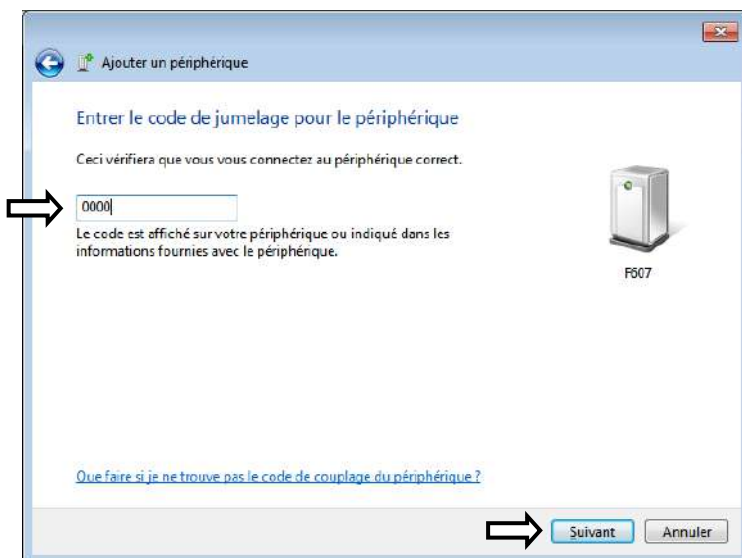 Ajouter un périphérique
Entrer le code de jumelage pour le périphérique
Ceci vérifiera que vous vous connectez au périphérique correct.
0000
Le code est affiché sur votre périphérique ou indiqué dans les
informations fournies avec le périphérique.
F607
Que faire si je ne trouve pas le code de couplage du périphérique ?
Suivant Annuler